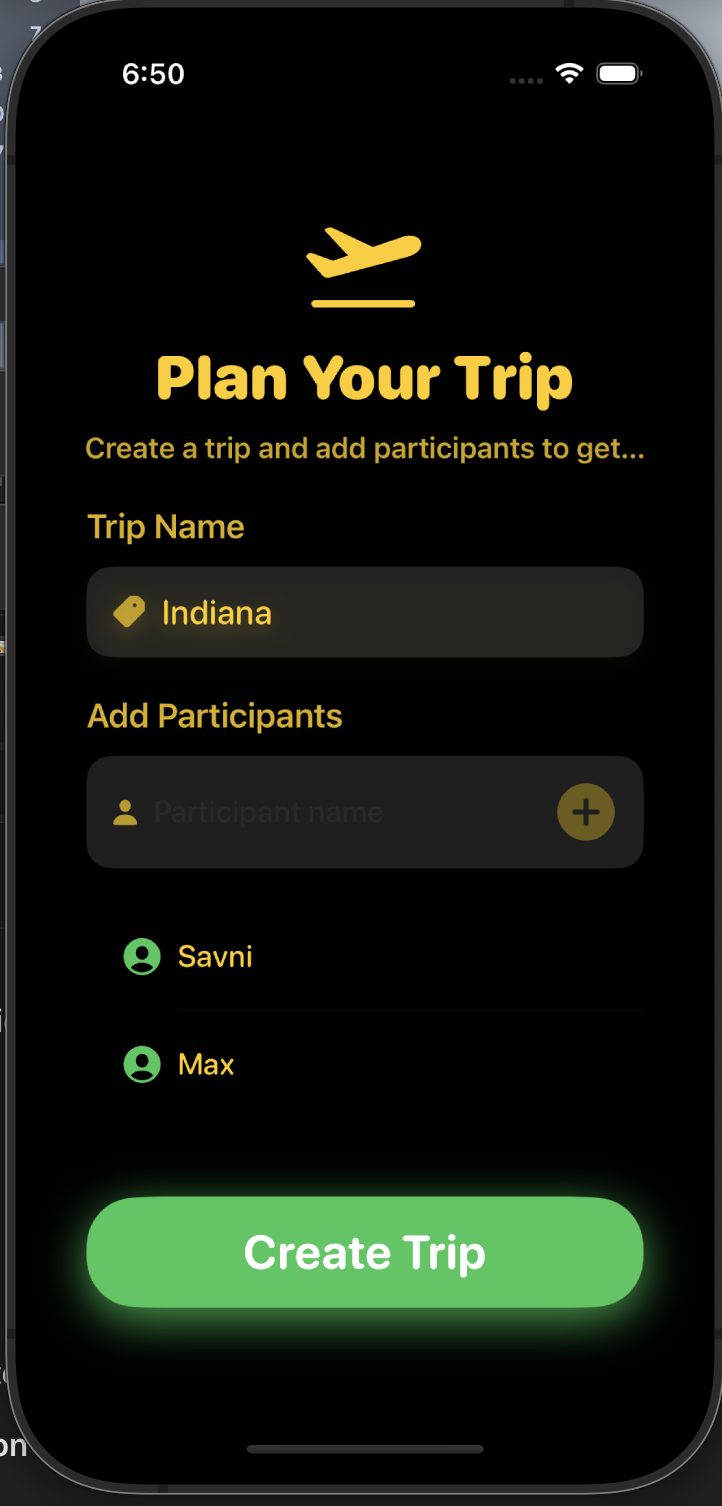 6:50
Plan Your Trip
Create a trip and add participants to get...
Trip Name
Indiana
Add Participants
Participant name
Savni
Max
Create Trip